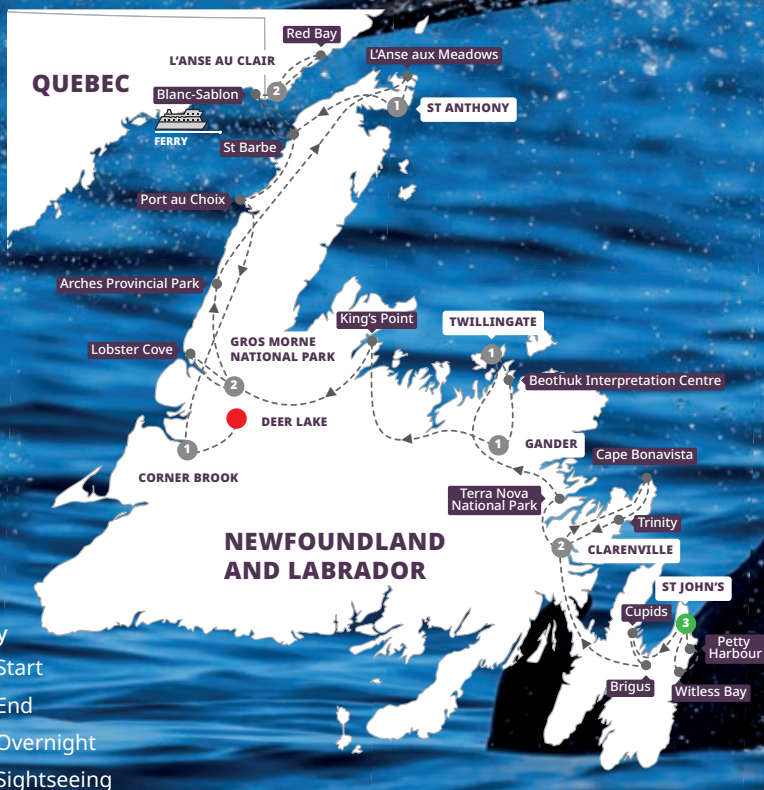 Red Bay
L'ANSE AU CLAIR
L'Anse aux Meadows
QUEBEC
Blanc-Sablon
2
1
ST ANTHONY
FERRY
St Barbe
Port au Choix
Arches Provincial Park
King's Point
TWILLINGATE
GROS MORNE
NATIONAL PARK
Lobster Cove
1
2
Beothuk Interpretation Centre
DEER LAKE
1
GANDER
1
CORNER BROOK
Cape Bonavista
Terra Nova
National Park
Trinity
NEWFOUNDLAND
AND LABRADOR
2
CLARENVILLE
ST JOHN'S
Cupids
3
Petty
Harbour
Brigus
Witless Bay
y
Start
End
Overnight
Sightseeing